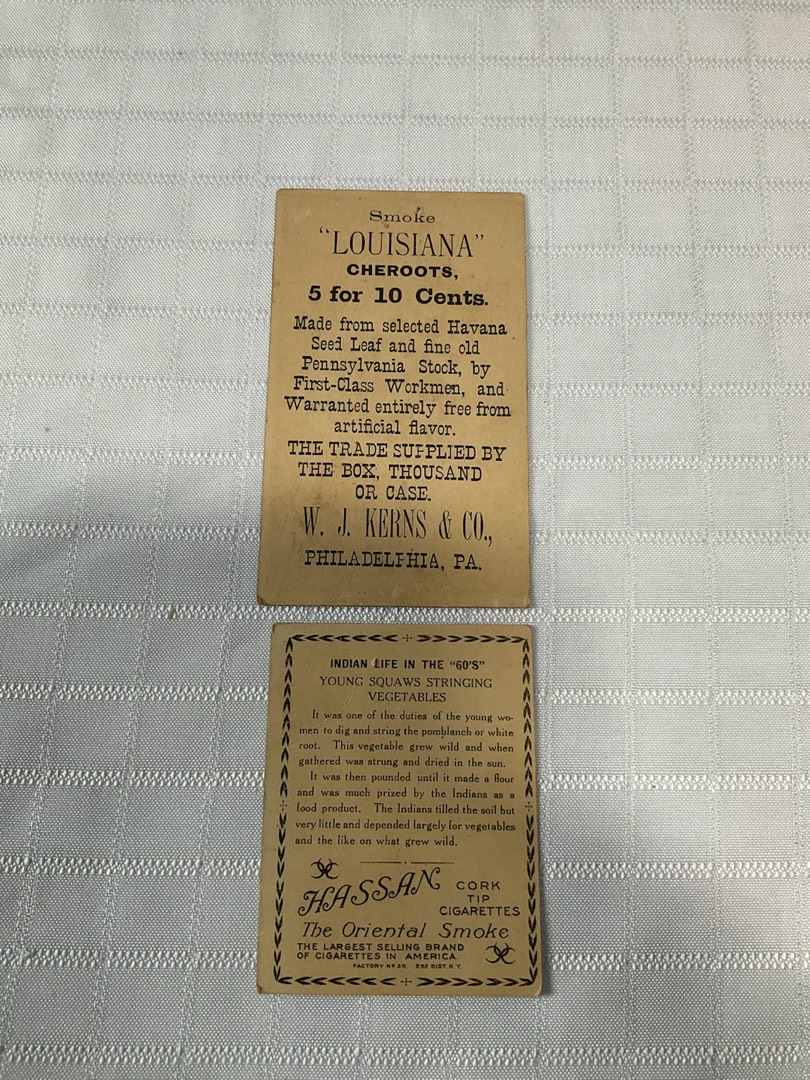 Smoke
"LOUISIANA"
CHEROOTS,
5 for 10 Cents.
Made from selected Havana
Seed Leaf and fine old
Pennsylvania Stock, by
First-Class Workmen, and
Warranted entirely free from
artificial flavor.
THE TRADE SUPPLIED BY
THE BOX, THOUSAND
OR CASE.
W. J. KERNS & CO.,
PHILADELPHIA, PA.
INDIAN LIFE IN THE "60'S"
YOUNG SQUAWS STRINGING
VEGETABLES
It was one of the duties of the young wo-
men to dig and string the pomblanch or white
root. This vegetable grew wild and when
gathered was strung and dried in the sun.
It was then pounded until it made a flour
and was much prized by the Indians as a
food product. The Indians tilled the soil but
very little and depended largely for vegetables
and the like on what grew wild.
HASSAN
CORK
TIP
CIGARETTES
The Oriental Smoke
THE LARGEST SELLING BRAND
OF CIGARETTES IN AMERICA.
FACTORY No 30. 2ND DIST. N.Y.